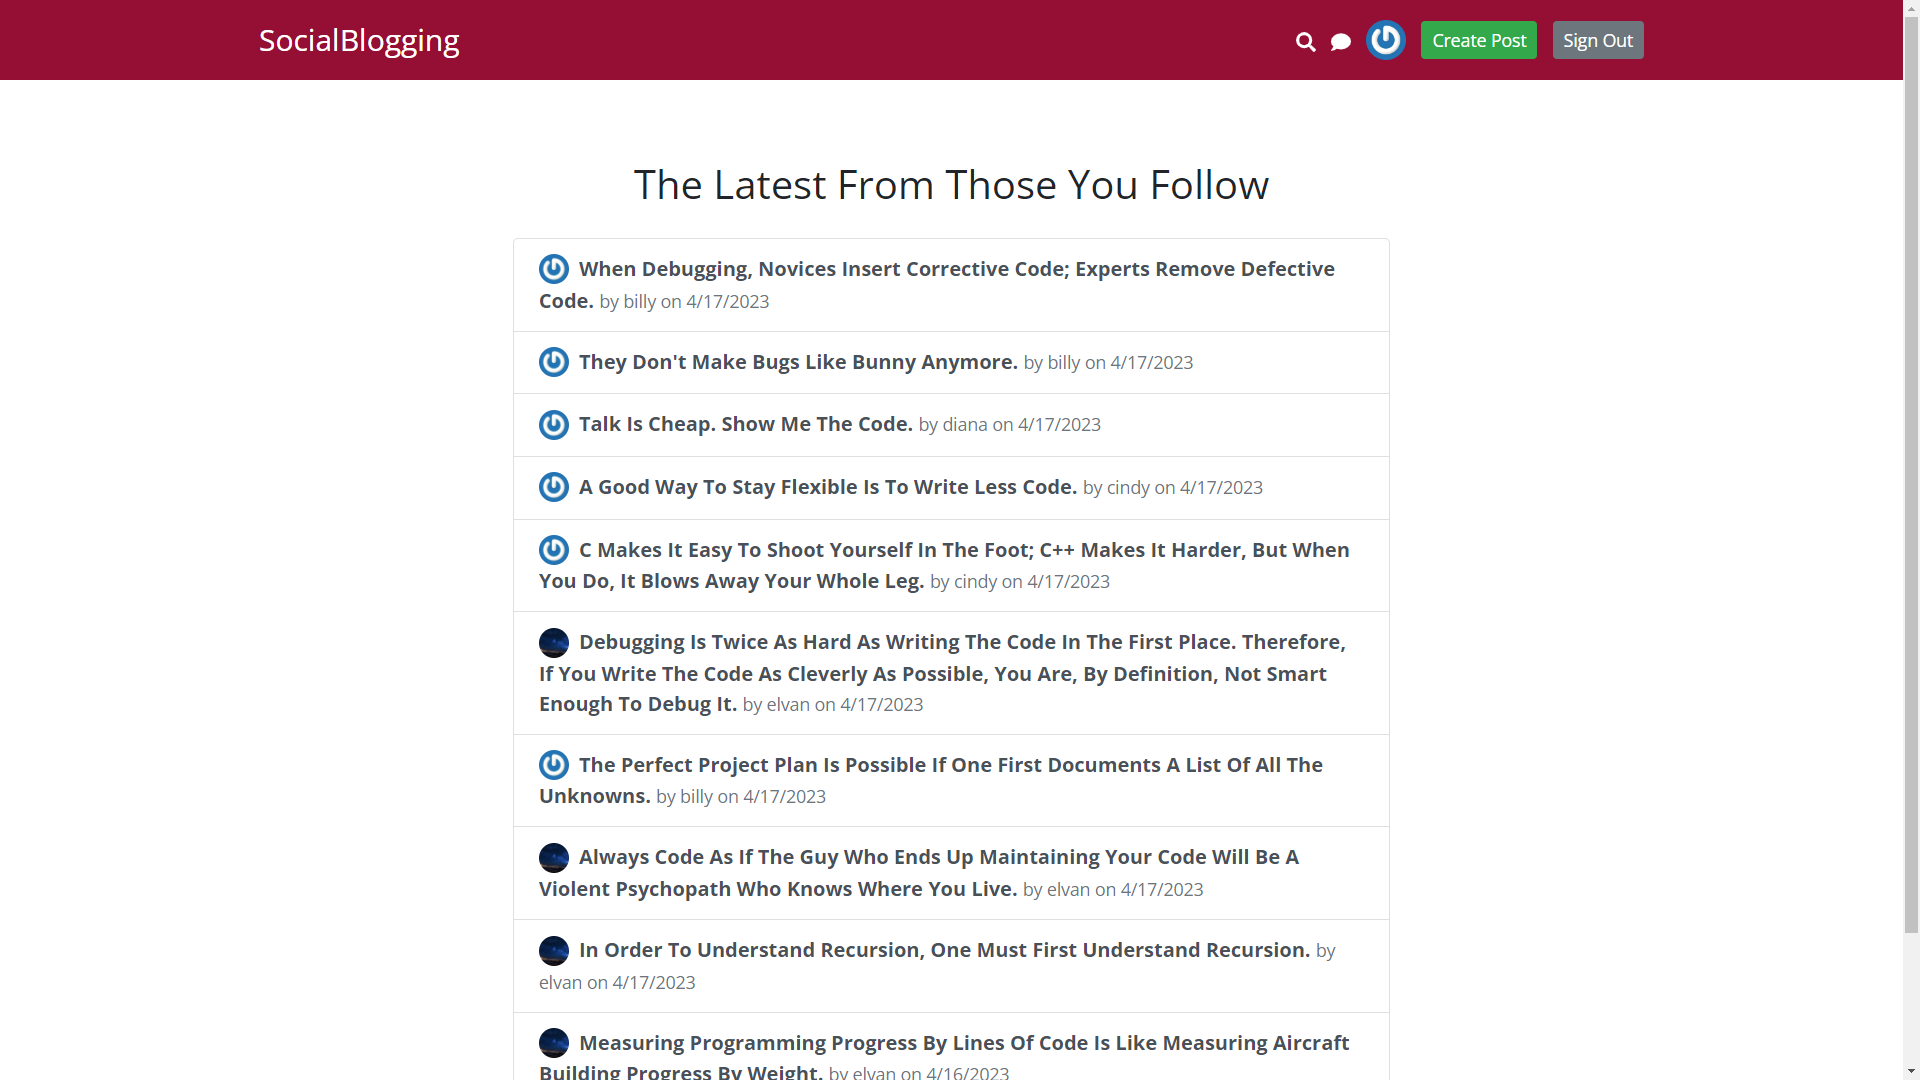 SocialBlogging
Create Post
Sign Out
The Latest From Those You Follow
When Debugging, Novices Insert Corrective Code; Experts Remove Defective
Code. by billy on 4/17/2023
They Don't Make Bugs Like Bunny Anymore. by billy on 4/17/2023
Talk Is Cheap. Show Me The Code. by diana on 4/17/2023
A Good Way To Stay Flexible Is To Write Less Code. by cindy on 4/17/2023
C Makes It Easy To Shoot Yourself In The Foot; C++ Makes It Harder, But When
You Do, It Blows Away Your Whole Leg. by cindy on 4/17/2023
Debugging Is Twice As Hard As Writing The Code In The First Place. Therefore,
If You Write The Code As Cleverly As Possible, You Are, By Definition, Not Smart
Enough To Debug It. by elvan on 4/17/2023
The Perfect Project Plan Is Possible If One First Documents A List Of All The
Unknowns. by billy on 4/17/2023
Always Code As If The Guy Who Ends Up Maintaining Your Code Will Be A
Violent Psychopath Who Knows Where You Live. by elvan on 4/17/2023
In Order To Understand Recursion, One Must First Understand Recursion. by
elvan on 4/17/2023
Measuring Programming Progress By Lines Of Code Is Like Measuring Aircraft
Building Progress By Weight. by elvan on 4/16/2023